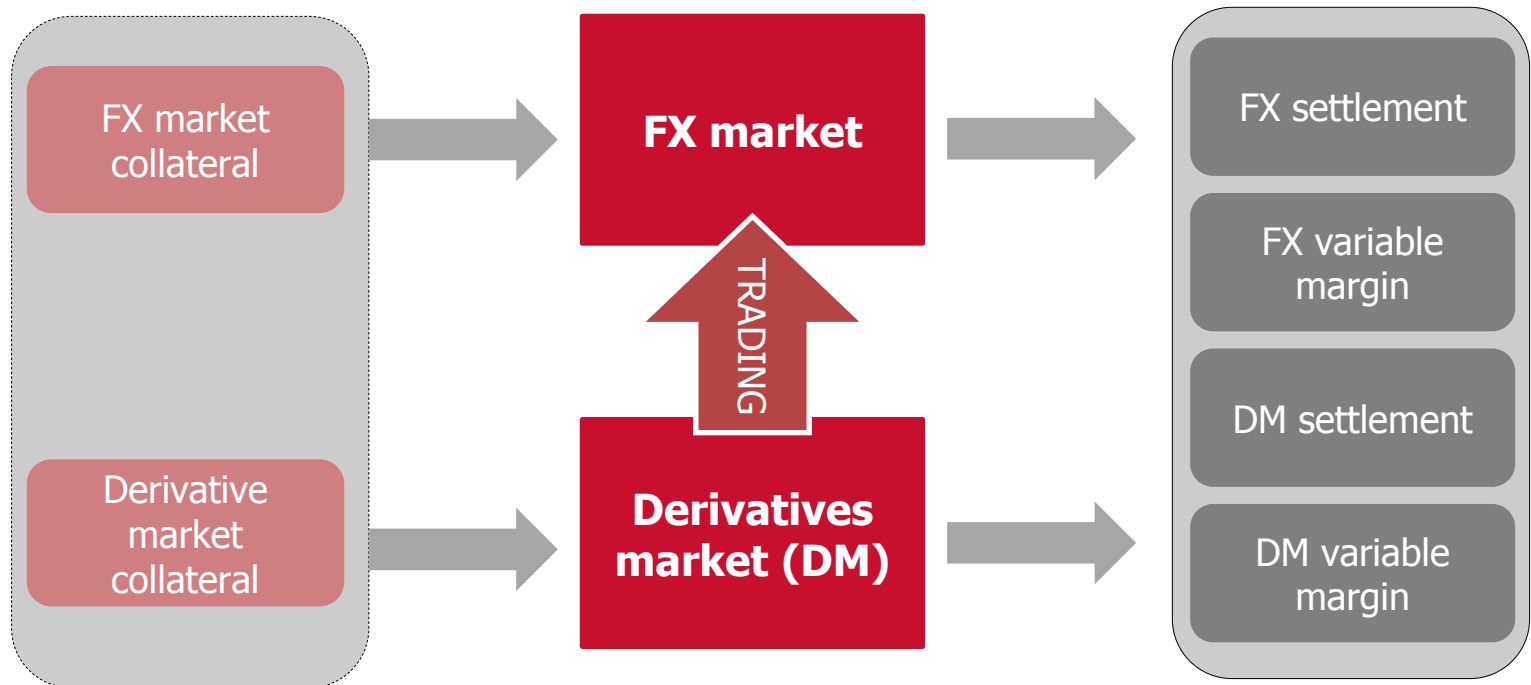 FX market
collateral
FX market
FX settlement
FX variable
margin
TRADING
Derivative
market
collateral
Derivatives
market (DM)
DM settlement
DM variable
margin